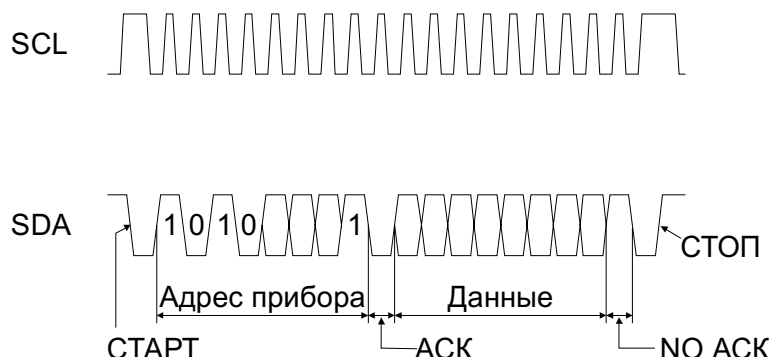 SCL
SDA
1 0 1 0 1
СТОП
Адрес прибора
Данные
СТАРТ
АСК
NO АСК